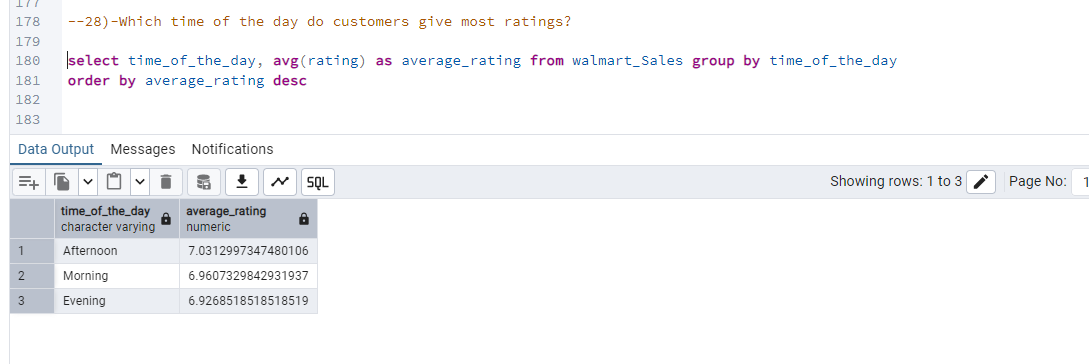 177
178 --28)-Which time of the day do customers give most ratings?
179
180 select time_of_the_day, avg(rating) as average_rating from walmart_Sales group by time_of_the_day
181 order by average_rating desc
182
183
Data Output Messages Notifications
SQL Showing rows: 1 to 3 Page No: 1
time_of_the_day average_rating
character varying numeric
1 Afternoon 7.0312997347480106
2 Morning 6.9607329842931937
3 Evening 6.9268518518518519